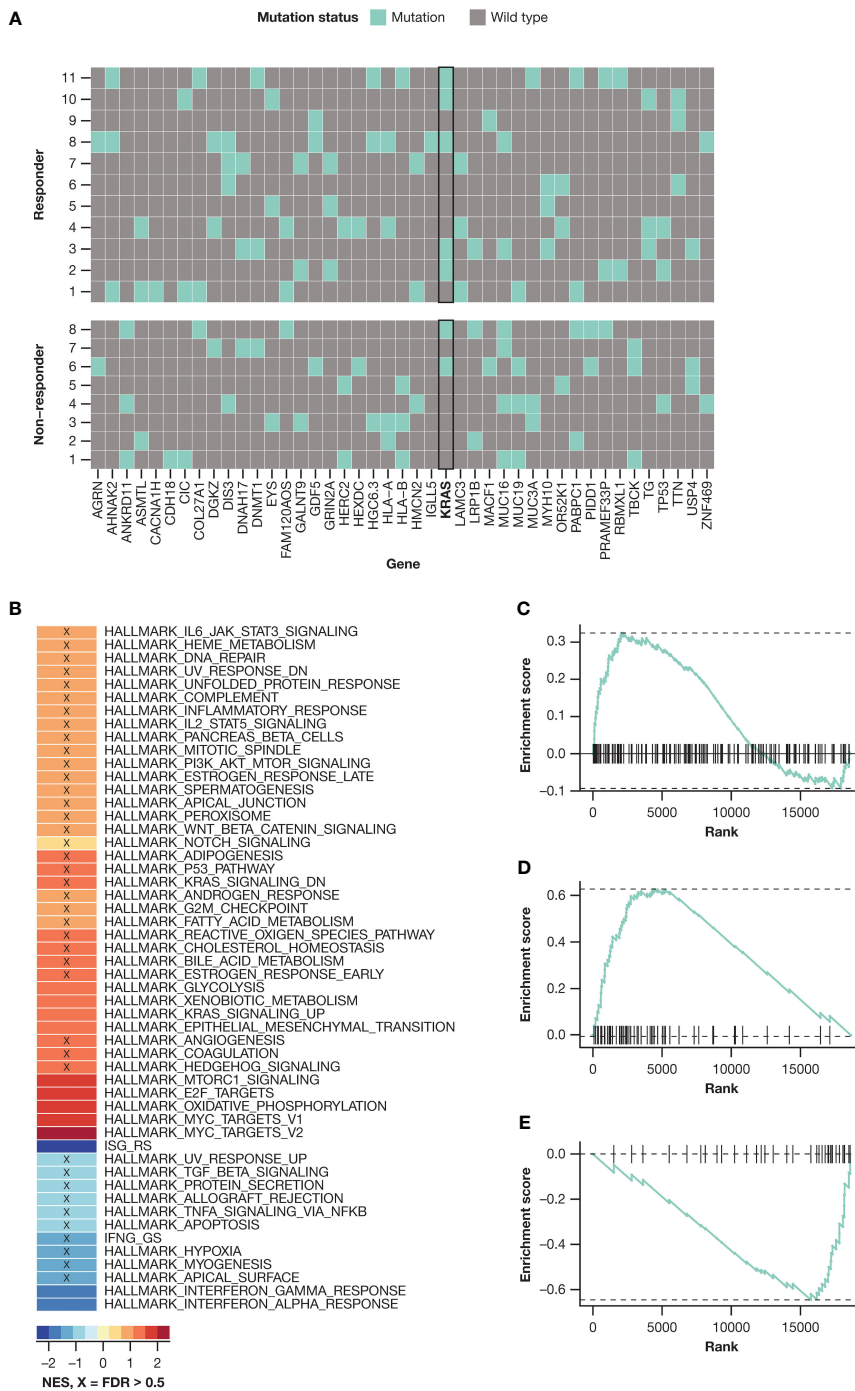 A
Mutation status Mutation Wild type
Responder
11
10
9
8
7
6
5
4
3
2
1
Non–responder
8
7
6
5
4
3
2
1
AGRN
AHNAK2
ANKRD11
ASMTL
CACNA1H
CDH18
CIC
COL27A1
DGKZ
DIS3
DNAH17
DNMT1
EYS
FAM120AOS
GALNT9
GDF5
GRIN2A
HERC2
HEXDC
HGC6.3
HLA–A
HLA–B
HMCN2
IGLL5
KRAS
LAMC3
LRP1B
MACF1
MUC16
MUC19
MUC3A
MYH10
OR52K1
PABPC1
PIDD1
PRAMEF33P
RBMXL1
TBCK
TG
TP53
TTN
USP4
ZNF469
Gene
B
X HALLMARK_IL6_JAK_STAT3_SIGNALING
X HALLMARK_HEME_METABOLISM
X HALLMARK_DNA_REPAIR
X HALLMARK_UV_RESPONSE_DN
X HALLMARK_UNFOLDED_PROTEIN_RESPONSE
X HALLMARK_COMPLEMENT
X HALLMARK_INFLAMMATORY_RESPONSE
X HALLMARK_IL2_STAT5_SIGNALING
X HALLMARK_PANCREAS_BETA_CELLS
X HALLMARK_MITOTIC_SPINDLE
X HALLMARK_PI3K_AKT_MTOR_SIGNALING
X HALLMARK_ESTROGEN_RESPONSE_LATE
X HALLMARK_SPERMATOGENESIS
X HALLMARK_APICAL_JUNCTION
X HALLMARK_PEROXISOME
X HALLMARK_WNT_BETA_CATENIN_SIGNALING
X HALLMARK_NOTCH_SIGNALING
X HALLMARK_ADIPOGENESIS
X HALLMARK_P53_PATHWAY
X HALLMARK_KRAS_SIGNALING_DN
X HALLMARK_ANDROGEN_RESPONSE
X HALLMARK_G2M_CHECKPOINT
X HALLMARK_FATTY_ACID_METABOLISM
X HALLMARK_REACTIVE_OXIGEN_SPECIES_PATHWAY
X HALLMARK_CHOLESTEROL_HOMEOSTASIS
X HALLMARK_BILE_ACID_METABOLISM
X HALLMARK_ESTROGEN_RESPONSE_EARLY
HALLMARK_GLYCOLYSIS
HALLMARK_XENOBIOTIC_METABOLISM
HALLMARK_KRAS_SIGNALING_UP
HALLMARK_EPITHELIAL_MESENCHYMAL_TRANSITION
X HALLMARK_ANGIOGENESIS
X HALLMARK_COAGULATION
X HALLMARK_HEDGEHOG_SIGNALING
HALLMARK_MTORC1_SIGNALING
HALLMARK_E2F_TARGETS
HALLMARK_OXIDATIVE_PHOSPHORYLATION
HALLMARK_MYC_TARGETS_V1
HALLMARK_MYC_TARGETS_V2
ISG_RS
X HALLMARK_UV_RESPONSE_UP
X HALLMARK_TGF_BETA_SIGNALING
X HALLMARK_PROTEIN_SECRETION
X HALLMARK_ALLOGRAFT_REJECTION
X HALLMARK_TNFA_SIGNALING_VIA_NFKB
X HALLMARK_APOPTOSIS
X IFNG_GS
X HALLMARK_HYPOXIA
X HALLMARK_MYOGENESIS
X HALLMARK_APICAL_SURFACE
HALLMARK_INTERFERON_GAMMA_RESPONSE
HALLMARK_INTERFERON_ALPHA_RESPONSE
–2 –1 0 1 2
NES, X = FDR > 0.5
C
Enrichment score
0.3
0.2
0.1
0.0
–0.1
0 5000 10000 15000
Rank
D
Enrichment score
0.6
0.4
0.2
0.0
0 5000 10000 15000
Rank
E
Enrichment score
0.0
–0.2
–0.4
–0.6
0 5000 10000 15000
Rank